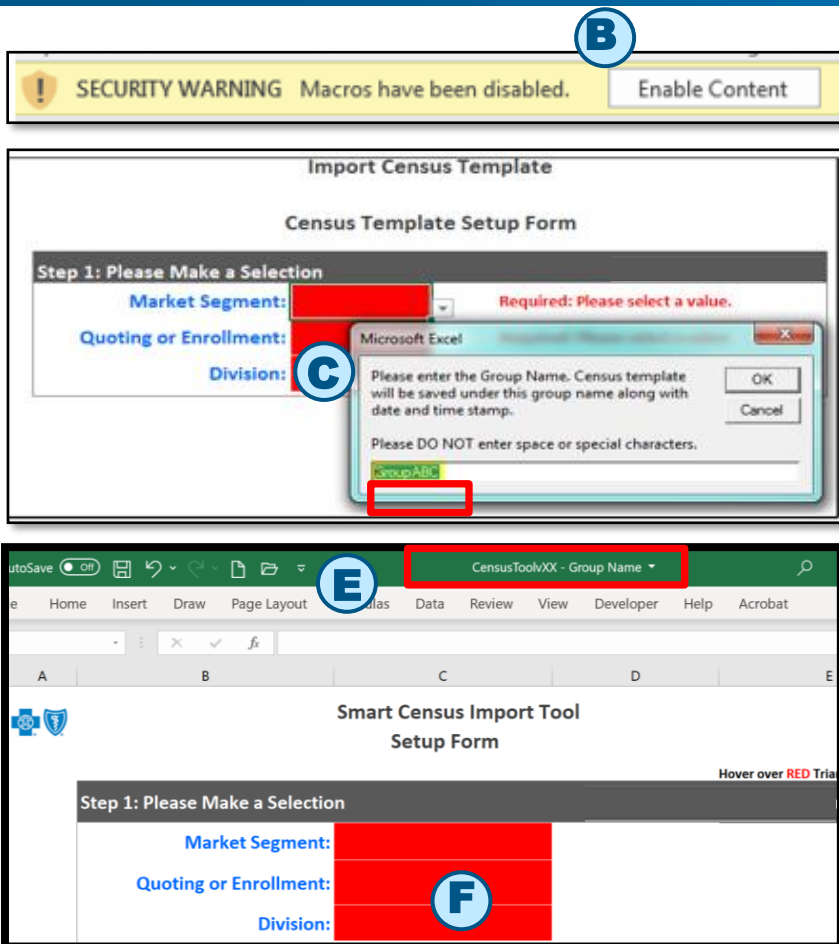 B
SECURITY WARNING Macros have been disabled. Enable Content
Import Census Template
Census Template Setup Form
Step 1: Please Make a Selection
Market Segment: Required: Please select a value.
Quoting or Enrollment:
Division:
C
Microsoft Excel
Please enter the Group Name. Census template
will be saved under this group name along with
date and time stamp.
Please DO NOT enter space or special characters.
OK
Cancel
GroupABC
utoSave Off CensusToolvXX - Group Name
E
e Home Insert Draw Page Layout ulas Data Review View Developer Help Acrobat
fx
A B C D E
Smart Census Import Tool
Setup Form
Hover over RED Tria
Step 1: Please Make a Selection
Market Segment:
Quoting or Enrollment:
Division:
F